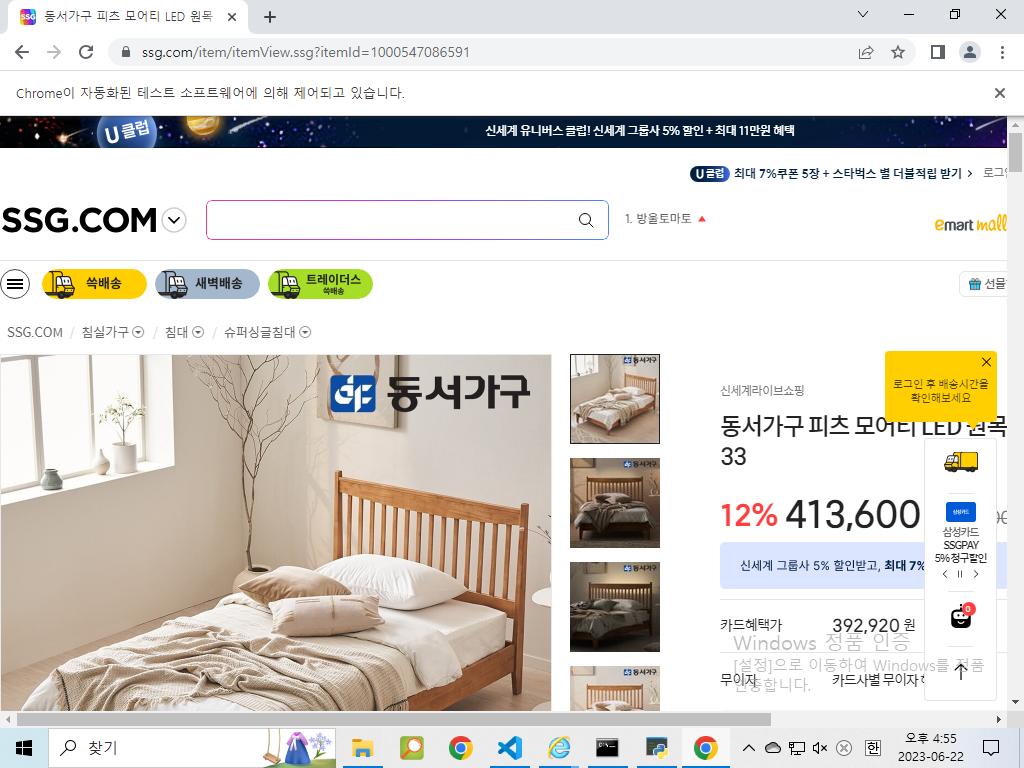 동서가구 피츠 모어티 LED 원목
ssg.com/item/itemView.ssg?itemId=1000547086591
Chrome이 자동화된 테스트 소프트웨어에 의해 제어되고 있습니다.
U 클럽
신세계 유니버스 클럽! 신세계 그룹사 5% 할인 + 최대 11만원 혜택
U 클럽 최대 7%쿠폰 5장 + 스타벅스 별 더블적립 받기
로그인
SSG.COM
1. 방울토마토
emart mall
쓱배송
새벽배송
트레이더스
쓱배송
선물
SSG.COM / 침실가구 / 침대 / 슈퍼싱글침대
동서가구
신세계라이브쇼핑
로그인 후 배송시간을
확인해보세요
동서가구 피츠 모어티 LED 원목
33
12% 413,600
신세계 그룹사 5% 할인받고, 최대 7%
삼성카드
삼성카드
SSGPAY
5% 청구할인
0
카드혜택가 392,920 원
무이자 카드사별 무이자
Windows 정품 인증
[설정]으로 이동하여 Windows를 정품
인증합니다.
찾기
한
오후 4:55
2023-06-22